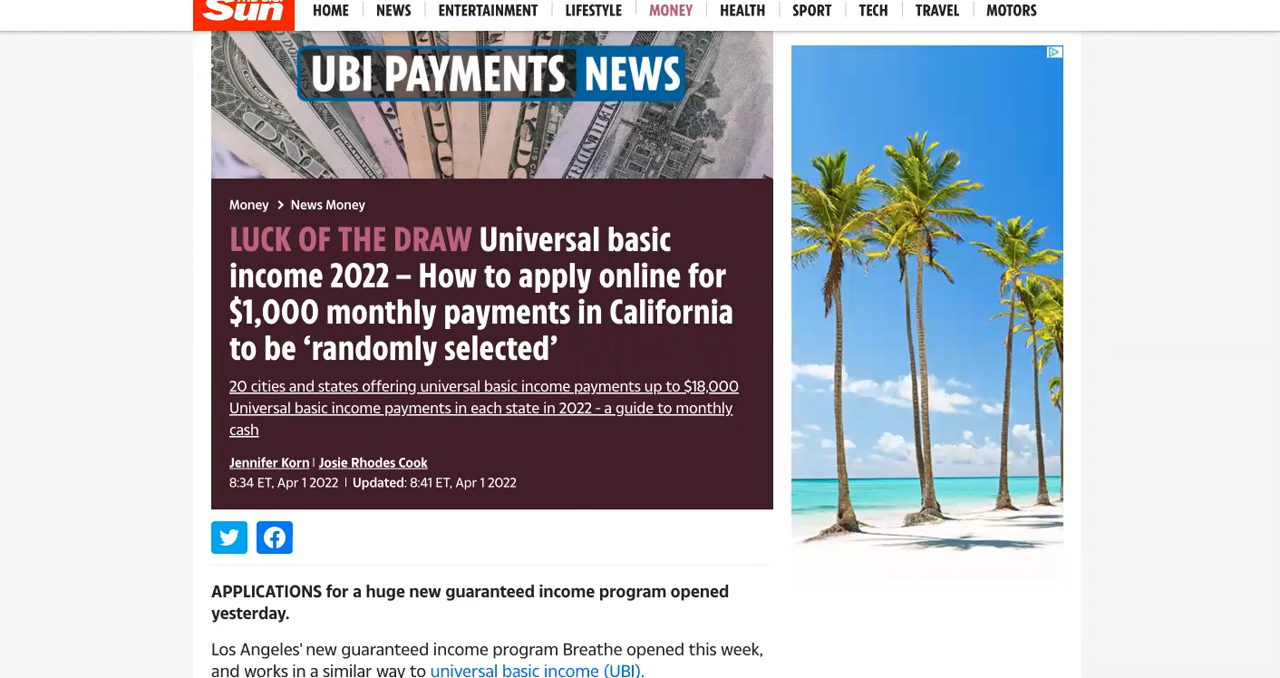 Sun
HOME NEWS ENTERTAINMENT LIFESTYLE MONEY HEALTH SPORT TECH TRAVEL MOTORS
UBI PAYMENTS NEWS
Money > News Money
LUCK OF THE DRAW Universal basic
income 2022 – How to apply online for
$1,000 monthly payments in California
to be ‘randomly selected’
20 cities and states offering universal basic income payments up to $18,000
Universal basic income payments in each state in 2022 - a guide to monthly
cash
Jennifer Korn | Josie Rhodes Cook
8:34 ET, Apr 1 2022 | Updated: 8:41 ET, Apr 1 2022
APPLICATIONS for a huge new guaranteed income program opened
yesterday.
Los Angeles' new guaranteed income program Breathe opened this week,
and works in a similar way to universal basic income (UBI).